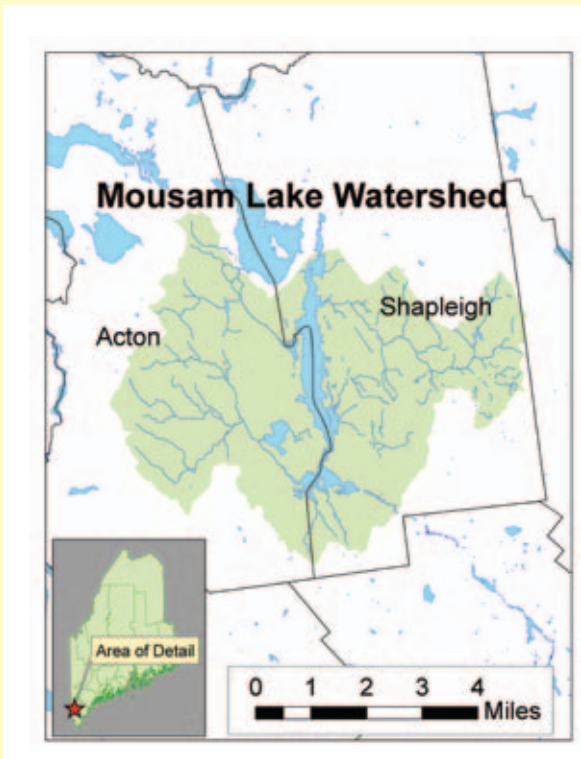 Mousam Lake Watershed
Shapleigh
Acton
Area of Detail
0 1 2 3 4
Miles